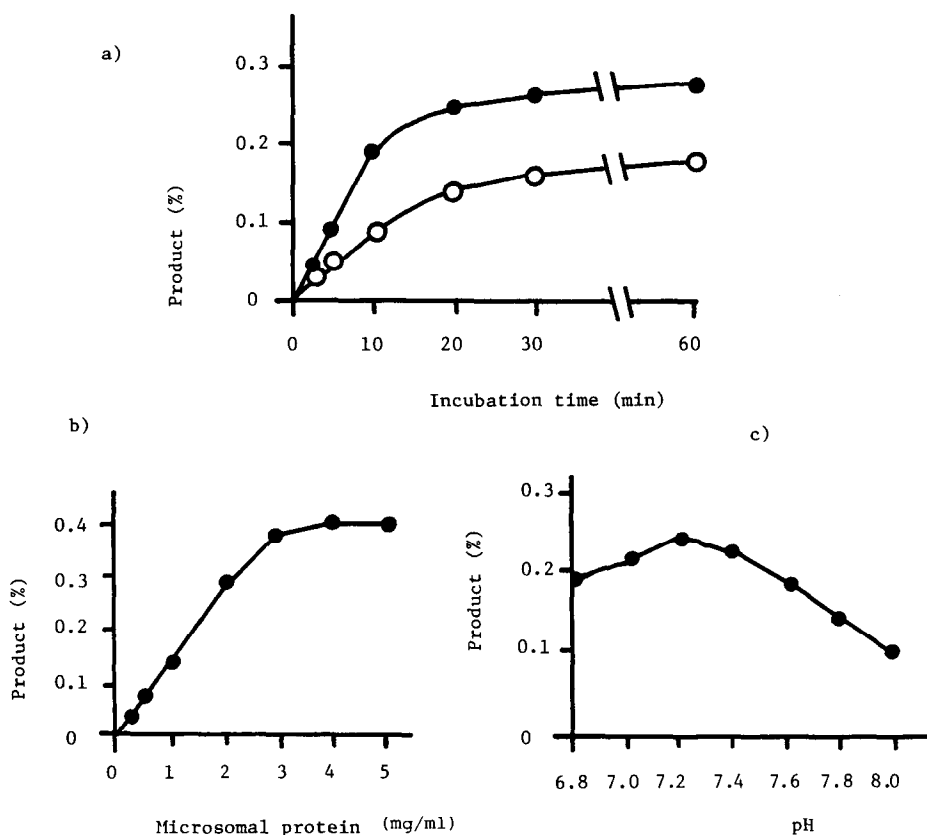 a)
0.3
0.2
0.1
0
Product (%)
0 10 20 30 60
Incubation time (min)
b)
0.4
0.3
0.2
0.1
0
Product (%)
0 1 2 3 4 5
Microsomal protein (mg/ml)
c)
0.3
0.2
0.1
0
Product (%)
6.8 7.0 7.2 7.4 7.6 7.8 8.0
pH